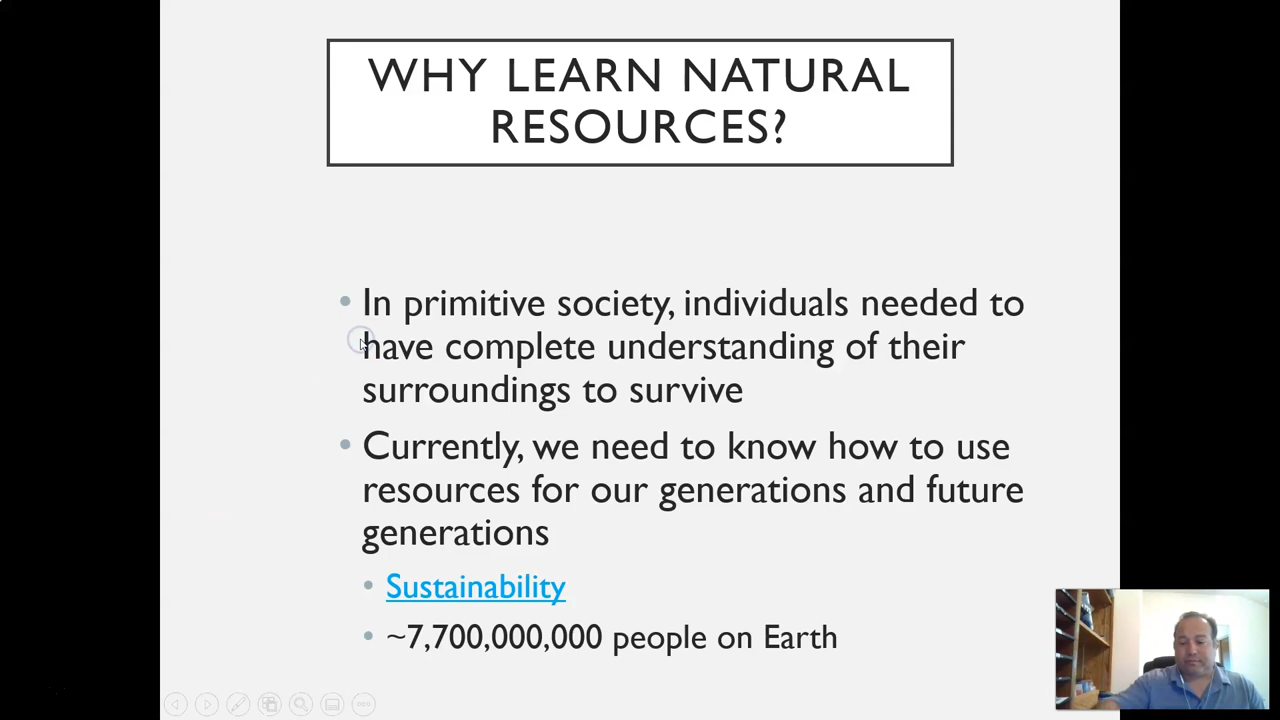 WHY LEARN NATURAL
RESOURCES?
• In primitive society, individuals needed to
have complete understanding of their
surroundings to survive
• Currently, we need to know how to use
resources for our generations and future
generations
• Sustainability
• ~7,700,000,000 people on Earth